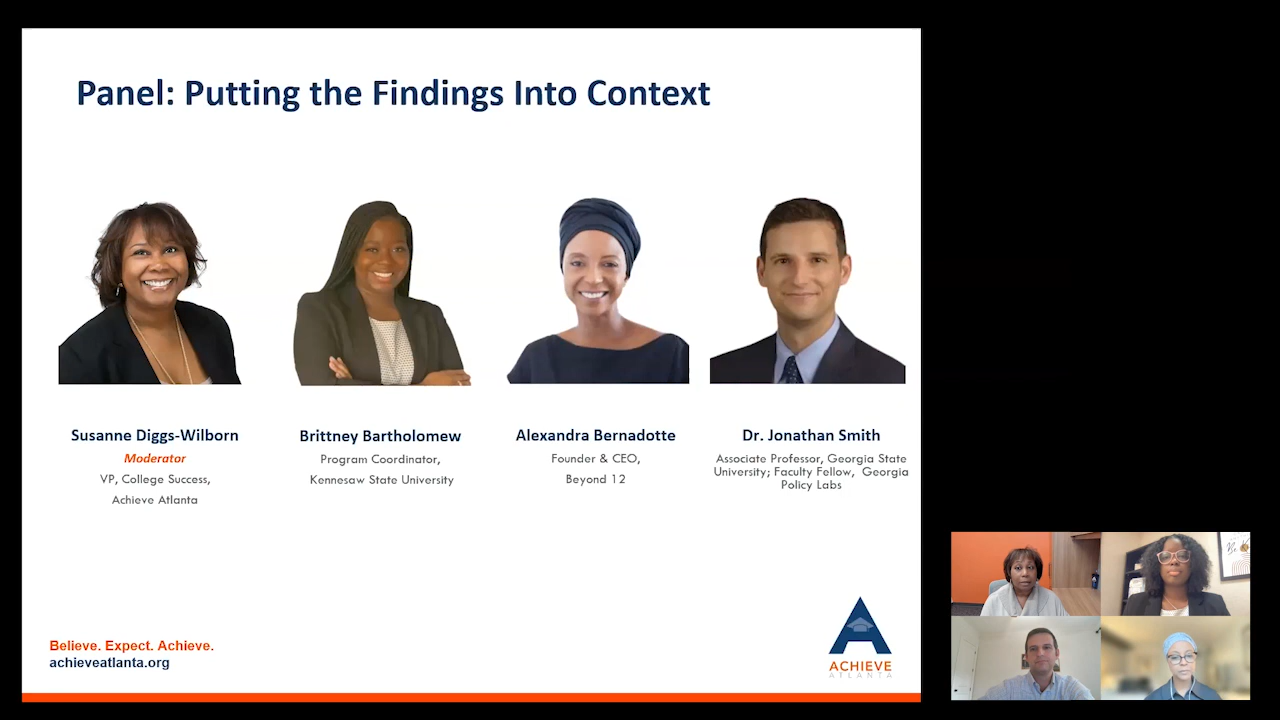 Panel: Putting the Findings Into Context
Susanne Diggs-Wilborn
Moderator
VP, College Success,
Achieve Atlanta
Brittney Bartholomew
Program Coordinator,
Kennesaw State University
Alexandra Bernadotte
Founder & CEO,
Beyond 12
Dr. Jonathan Smith
Associate Professor, Georgia State
University; Faculty Fellow, Georgia
Policy Labs
Believe. Expect. Achieve.
achieveatlanta.org
ACHIEVE
ATLANTA